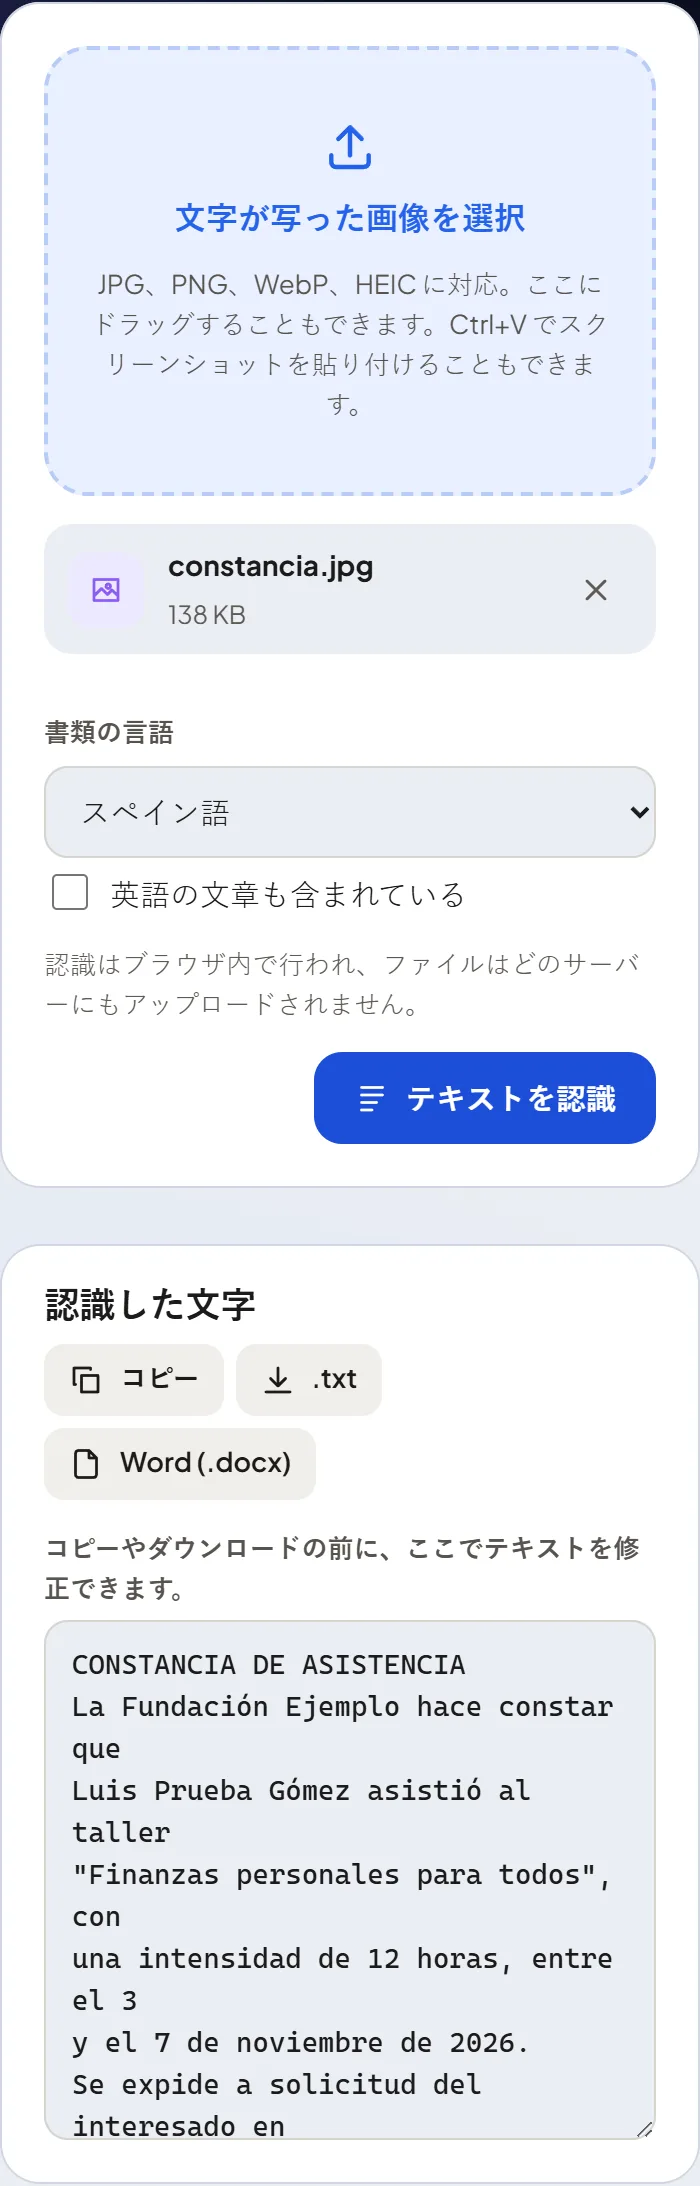 文字が写った画像を選択
JPG、PNG、WebP、HEIC に対応。ここに
ドラッグすることもできます。Ctrl+V でスク
リーンショットを貼り付けることもできま
す。
constancia.jpg
138 KB
書類の言語
スペイン語
英語の文章も含まれている
認識はブラウザ内で行われ、ファイルはどのサーバ
ーにもアップロードされません。
テキストを認識
認識した文字
コピー
.txt
Word (.docx)
コピーやダウンロードの前に、ここでテキストを修
正できます。
CONSTANCIA DE ASISTENCIA
La Fundación Ejemplo hace constar
que
Luis Prueba Gómez asistió al
taller
"Finanzas personales para todos",
con
una intensidad de 12 horas, entre
el 3
y el 7 de noviembre de 2026.
Se expide a solicitud del
interesado en